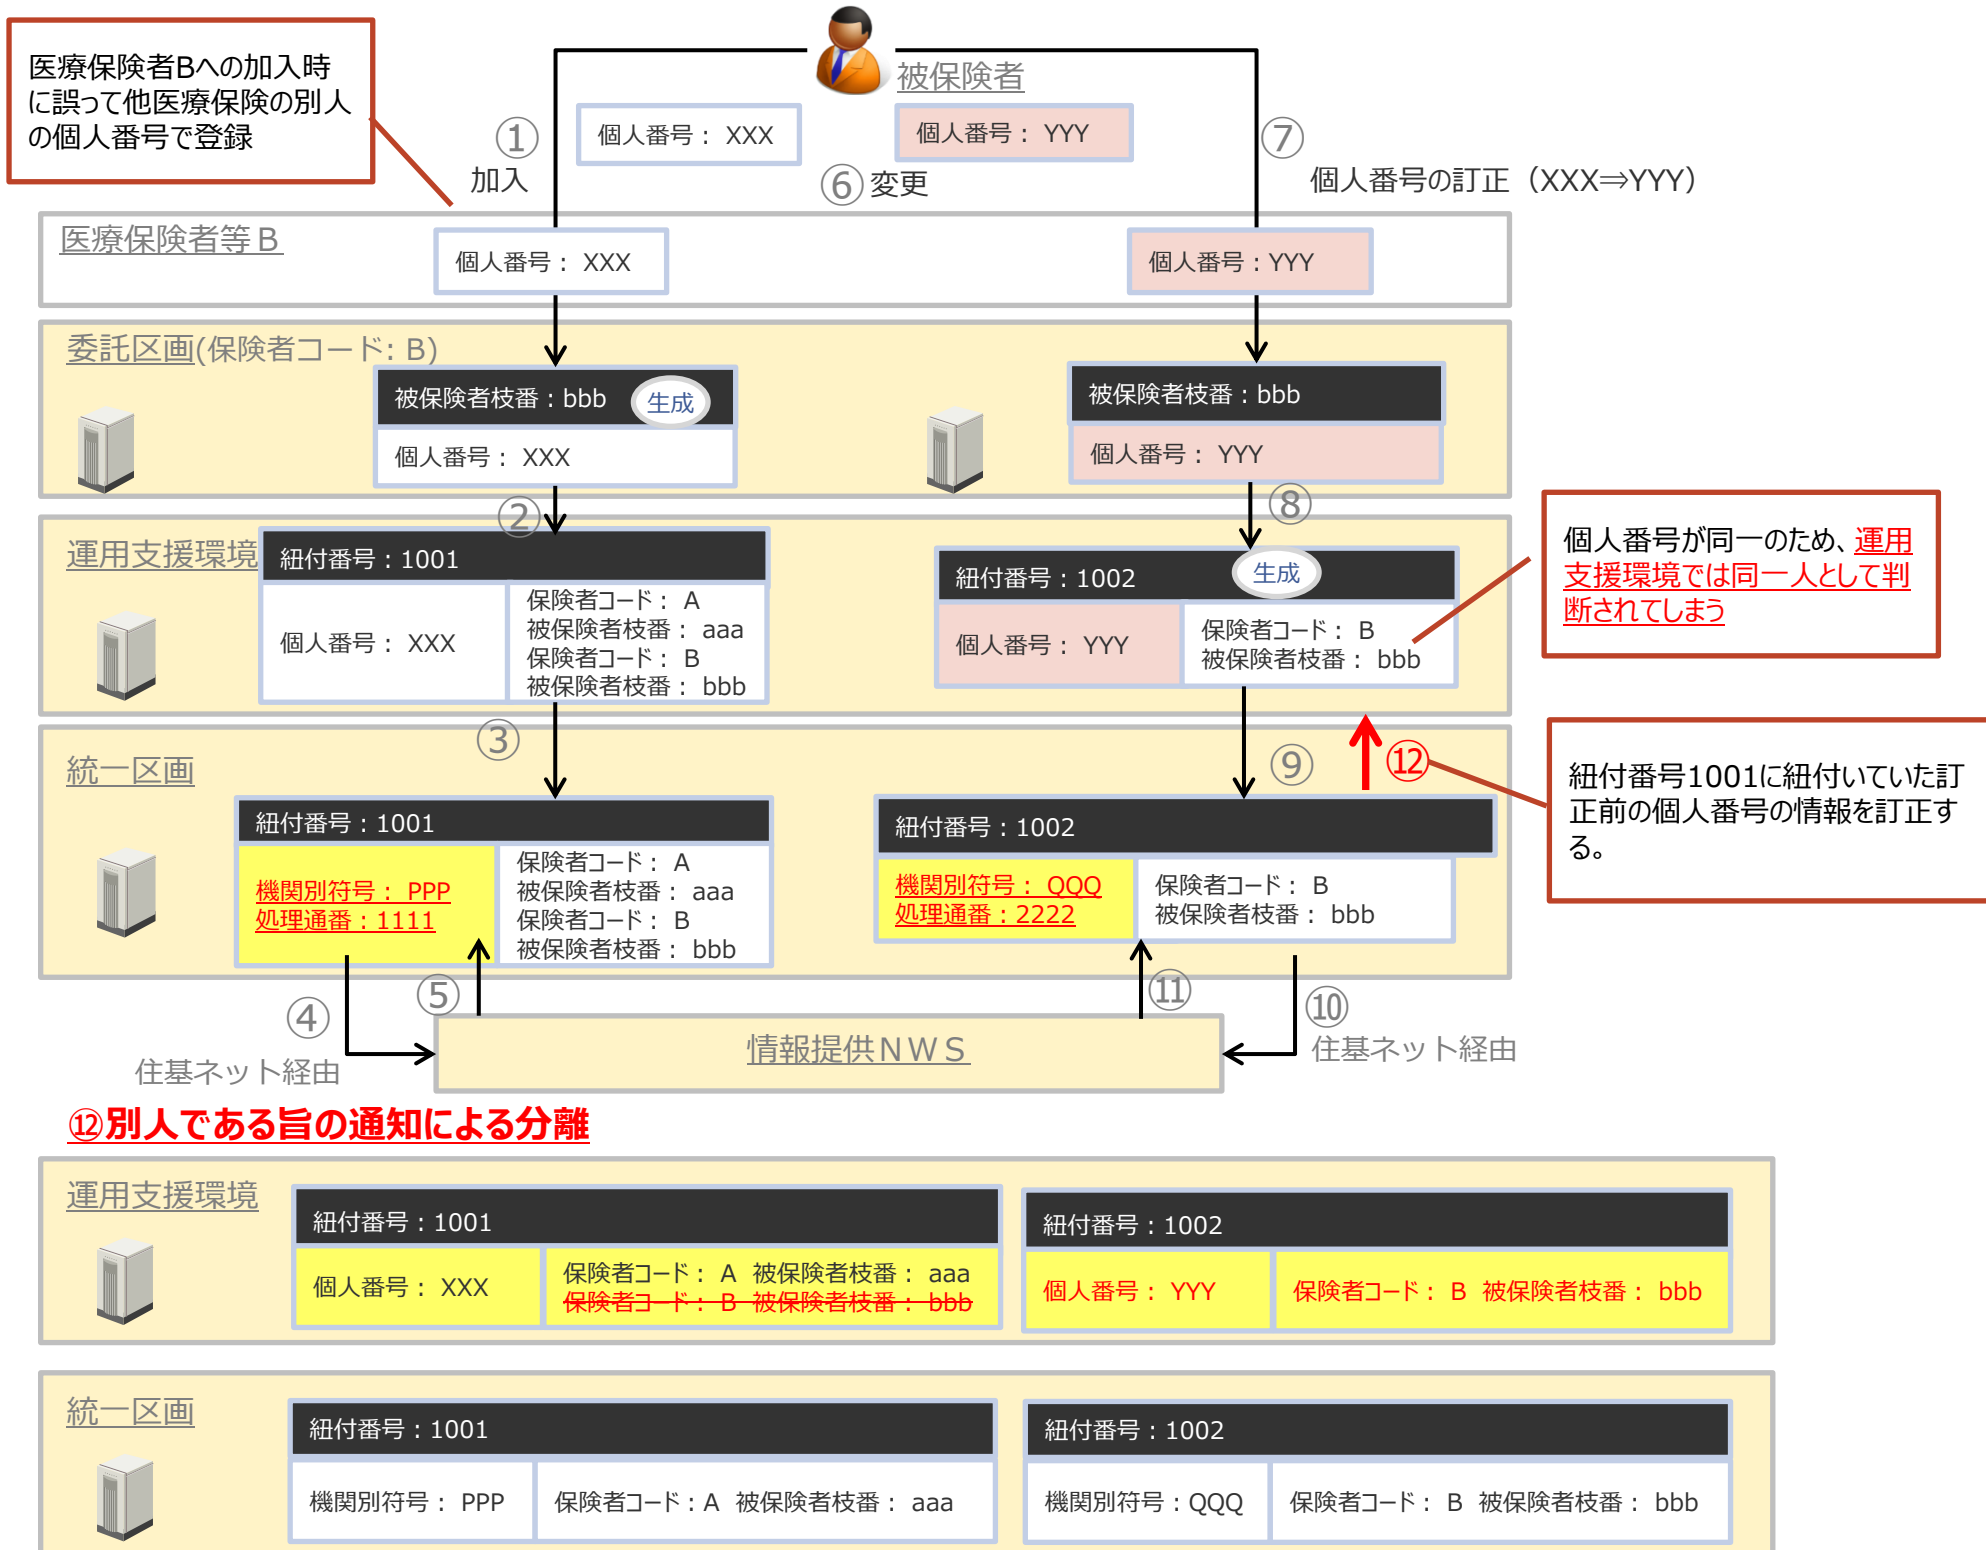 医療保険者Bへの加入時
に誤って他医療保険の別人
の個人番号で登録
被保険者
個人番号： XXX
個人番号： YYY
①
加入
⑥変更
⑦
個人番号の訂正（XXX⇒YYY）
医療保険者等Ｂ
個人番号： XXX
個人番号：YYY
委託区画(保険者コード: B)
被保険者枝番：bbb
生成
個人番号： XXX
被保険者枝番：bbb
個人番号： YYY
②
⑧
運用支援環境
紐付番号：1001
個人番号： XXX
保険者コード： A
被保険者枝番： aaa
保険者コード： B
被保険者枝番： bbb
紐付番号：1002
生成
個人番号： YYY
保険者コード： B
被保険者枝番： bbb
個人番号が同一のため、運用
支援環境では同一人として判
断されてしまう
③
⑨
⑫
統一区画
紐付番号：1001
機関別符号： PPP
処理通番：1111
保険者コード： A
被保険者枝番： aaa
保険者コード： B
被保険者枝番： bbb
紐付番号：1002
機関別符号： QQQ
処理通番：2222
保険者コード： B
被保険者枝番： bbb
紐付番号1001に紐付いていた訂
正前の個人番号の情報を訂正す
る。
④
住基ネット経由
⑤
情報提供ＮＷＳ
⑪
⑩
住基ネット経由
⑫別人である旨の通知による分離
運用支援環境
紐付番号：1001
個人番号： XXX
保険者コード： A 被保険者枝番： aaa
保険者コード： B 被保険者枝番： bbb
紐付番号：1002
個人番号： YYY
保険者コード： B 被保険者枝番： bbb
統一区画
紐付番号：1001
機関別符号： PPP
保険者コード：A 被保険者枝番： aaa
紐付番号：1002
機関別符号：QQQ
保険者コード： B 被保険者枝番： bbb